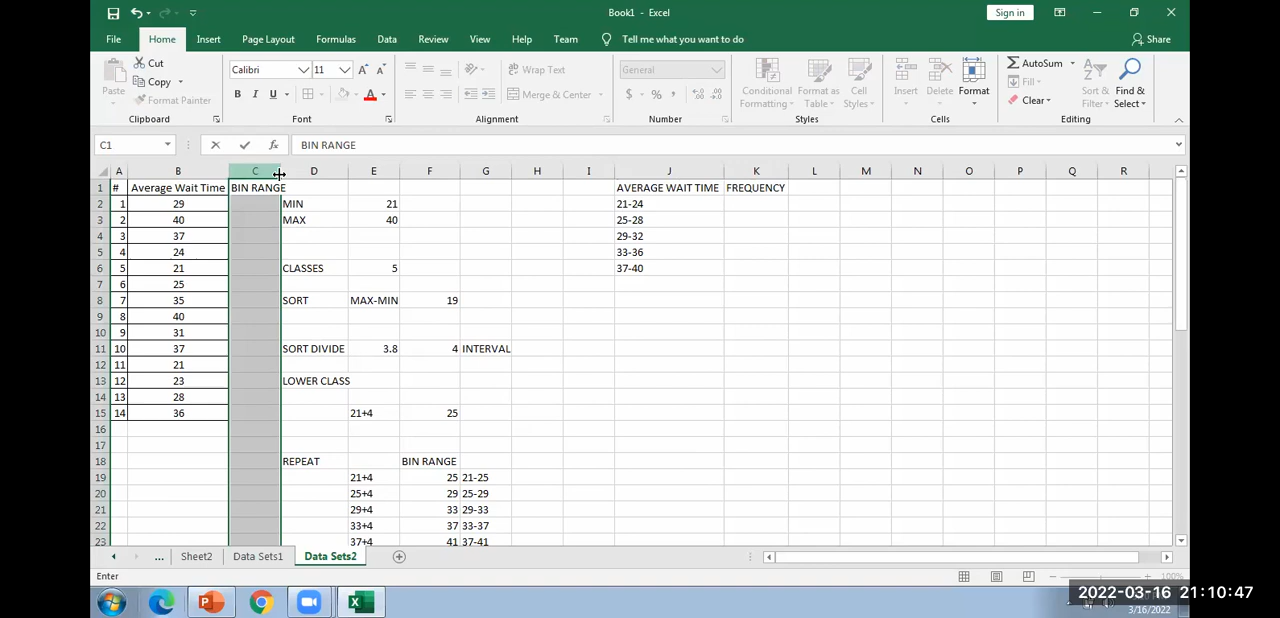 Book1 - Excel
Sign in
File Home Insert Page Layout Formulas Data Review View Help Team Tell me what you want to do Share
Paste Cut Copy Format Painter Clipboard
Calibri 11 B I U A A A Font
Wrap Text Merge & Center Alignment
General $ % , Number
Conditional Formatting Format as Table Cell Styles Styles
Insert Delete Format Cells
AutoSum Fill Clear Sort & Filter Find & Select Editing
C1 fx BIN RANGE
A B C D E F G H I J K L M N O P Q R
1 # Average Wait Time BIN RANGE AVERAGE WAIT TIME FREQUENCY
2 1 29 MIN 21 21-24
3 2 40 MAX 40 25-28
4 3 37 29-32
5 4 24 33-36
6 5 21 CLASSES 5 37-40
7 6 25
8 7 35 SORT MAX-MIN 19
9 8 40
10 9 31
11 10 37 SORT DIVIDE 3.8 4 INTERVAL
12 11 21
13 12 23 LOWER CLASS
14 13 28
15 14 36 21+4 25
16
17
18 REPEAT BIN RANGE
19 21+4 25 21-25
20 25+4 29 25-29
21 29+4 33 29-33
22 33+4 37 33-37
23 37+4 41 37-41
... Sheet2 Data Sets1 Data Sets2
Enter 100%
2022-03-16 21:10:47
3/16/2022